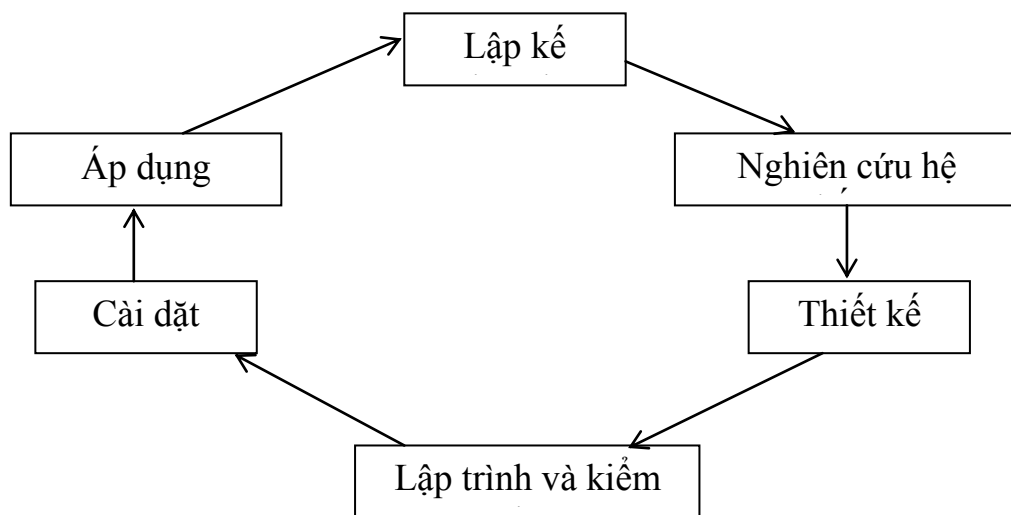 Lập kế
Nghiên cứu hệ
Thiết kế
Lập trình và kiểm
Cài dặt
Áp dụng